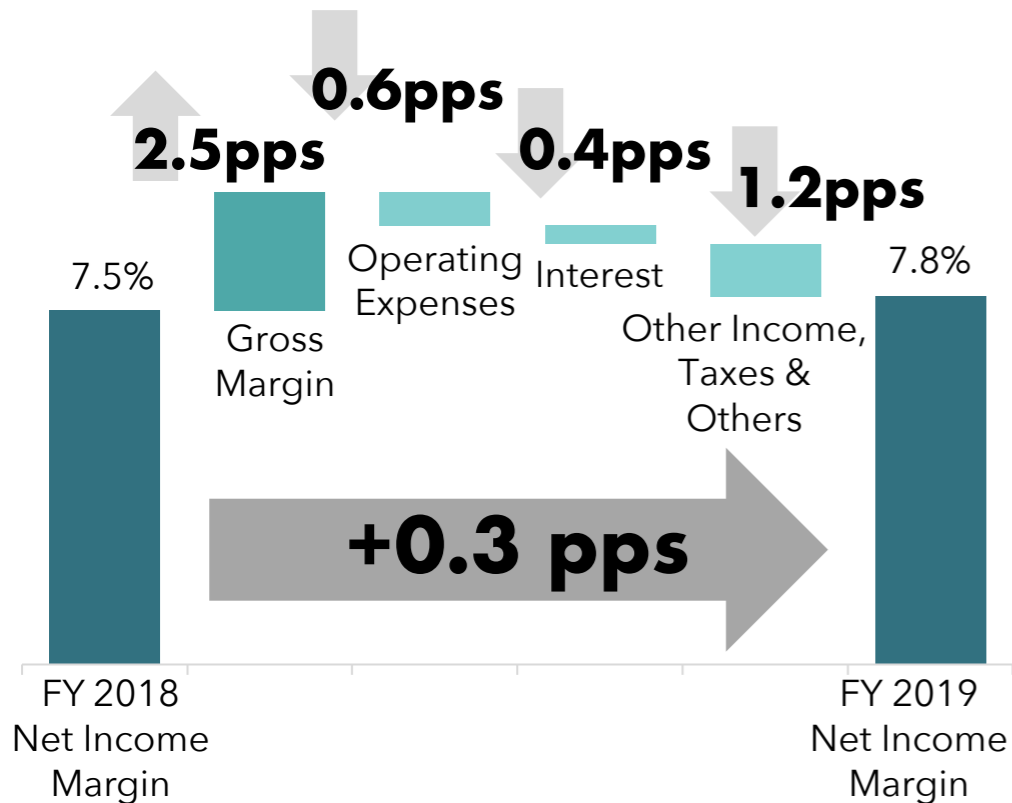 0.6pps
2.5pps
0.4pps
1.2pps
7.5%
7.8%
Gross
Margin
Operating
Expenses
Interest
Other Income,
Taxes &
Others
+0.3 pps
FY 2018
Net Income
Margin
FY 2019
Net Income
Margin